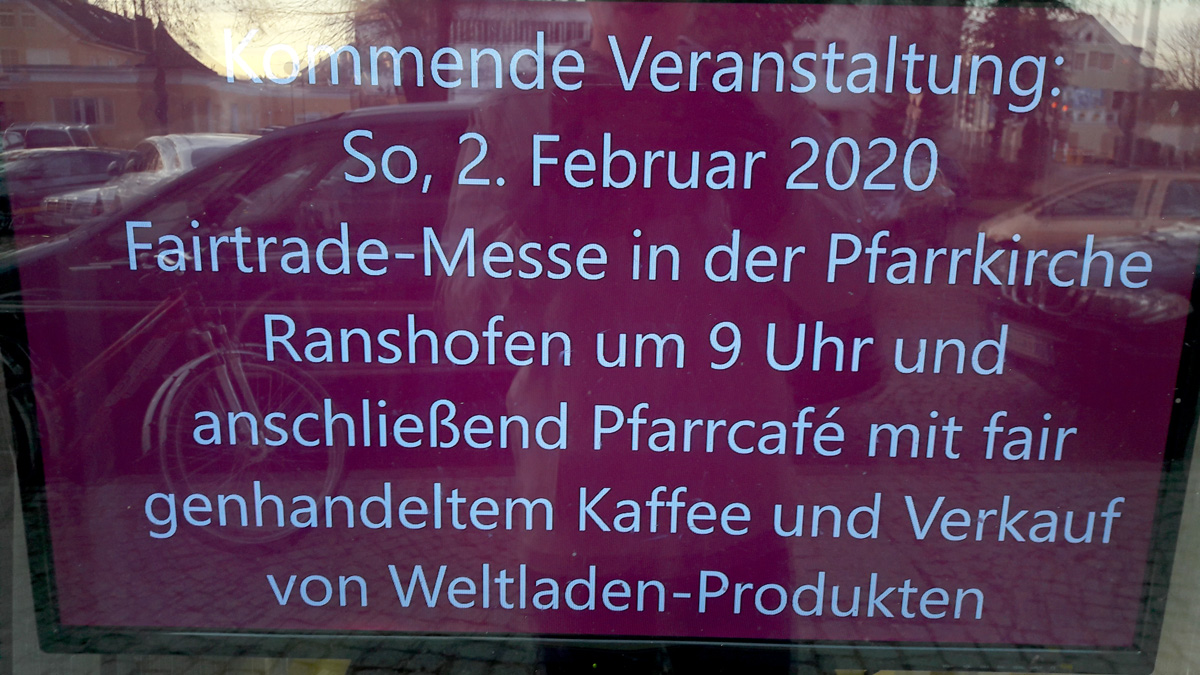 Kommende Veranstaltung:
So, 2. Februar 2020
Fairtrade-Messe in der Pfarrkirche
Ranshofen um 9 Uhr und
anschließend Pfarrcafé mit fair
genhandeltem Kaffee und Verkauf
von Weltladen-Produkten